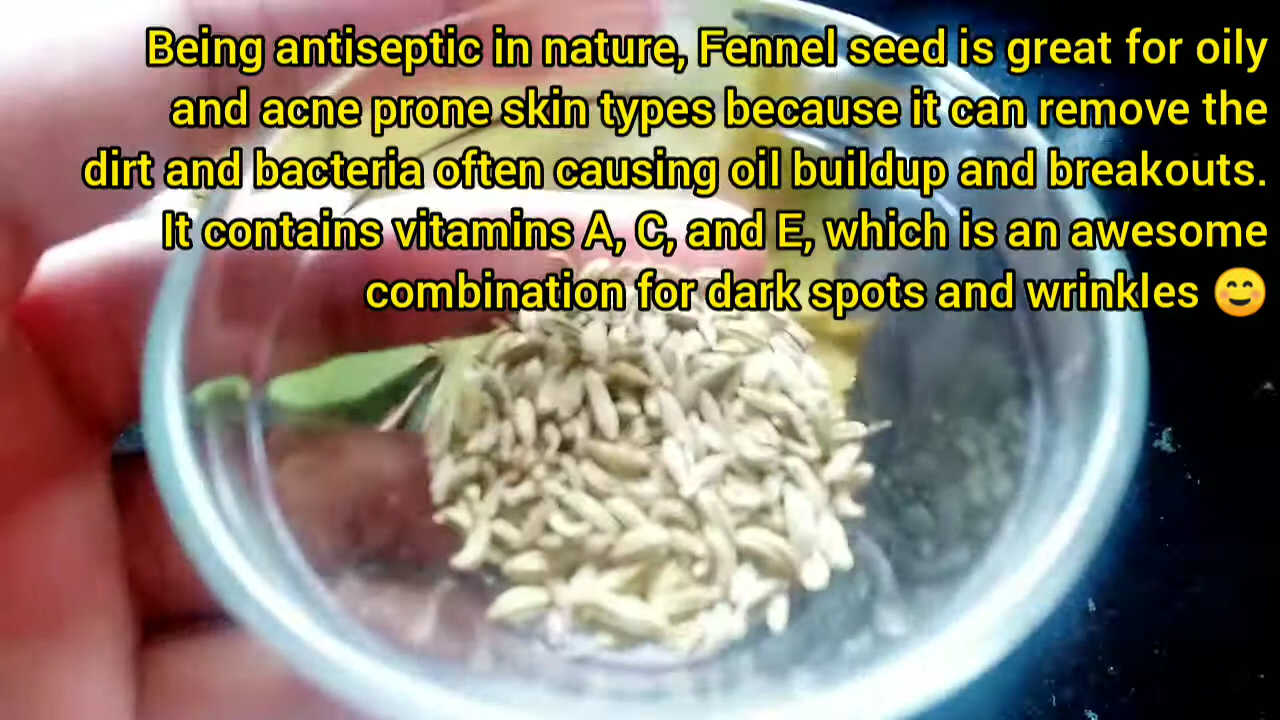 Being antiseptic in nature, Fennel seed is great for oily
and acne prone skin types because it can remove the
dirt and bacteria often causing oil buildup and breakouts.
It contains vitamins A, C, and E, which is an awesome
combination for dark spots and wrinkles 😊